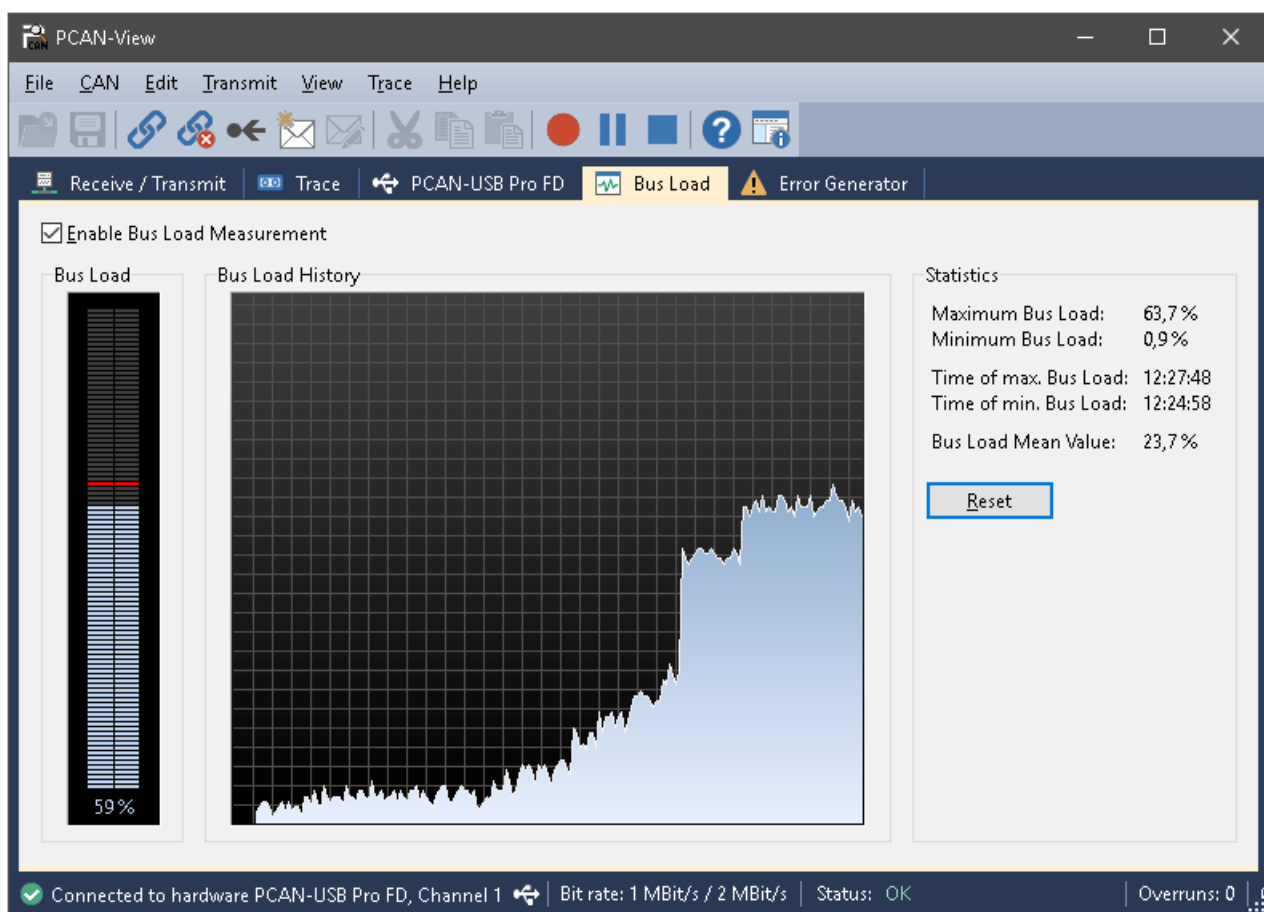 PCAN-View
File CAN Edit Transmit View Trace Help
Receive / Transmit Trace PCAN-USB Pro FD Bus Load Error Generator
Enable Bus Load Measurement
Bus Load
59%
Bus Load History
Statistics
Maximum Bus Load: 63,7%
Minimum Bus Load: 0,9%
Time of max. Bus Load: 12:27:48
Time of min. Bus Load: 12:24:58
Bus Load Mean Value: 23,7%
Reset
Connected to hardware PCAN-USB Pro FD, Channel 1 Bit rate: 1 MBit/s / 2 MBit/s Status: OK Overruns: 0